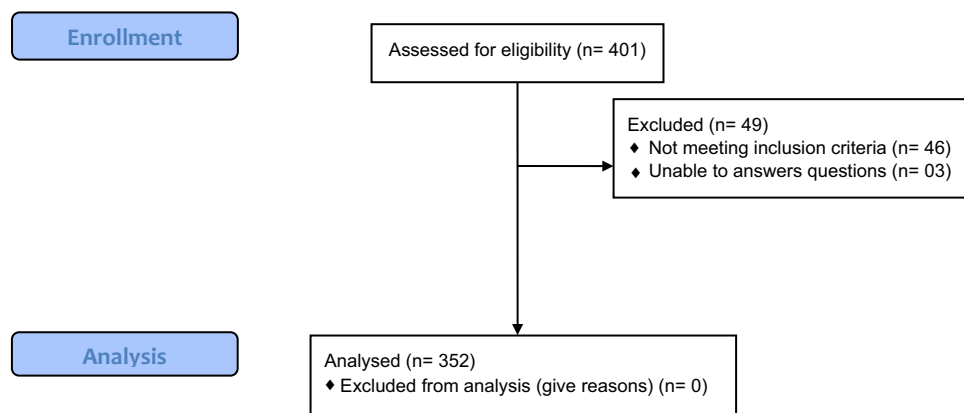 Enrollment
Assessed for eligibility (n= 401)
Excluded (n= 49)
♦ Not meeting inclusion criteria (n= 46)
♦ Unable to answers questions (n= 03)
Analysis
Analysed (n= 352)
♦ Excluded from analysis (give reasons) (n= 0)